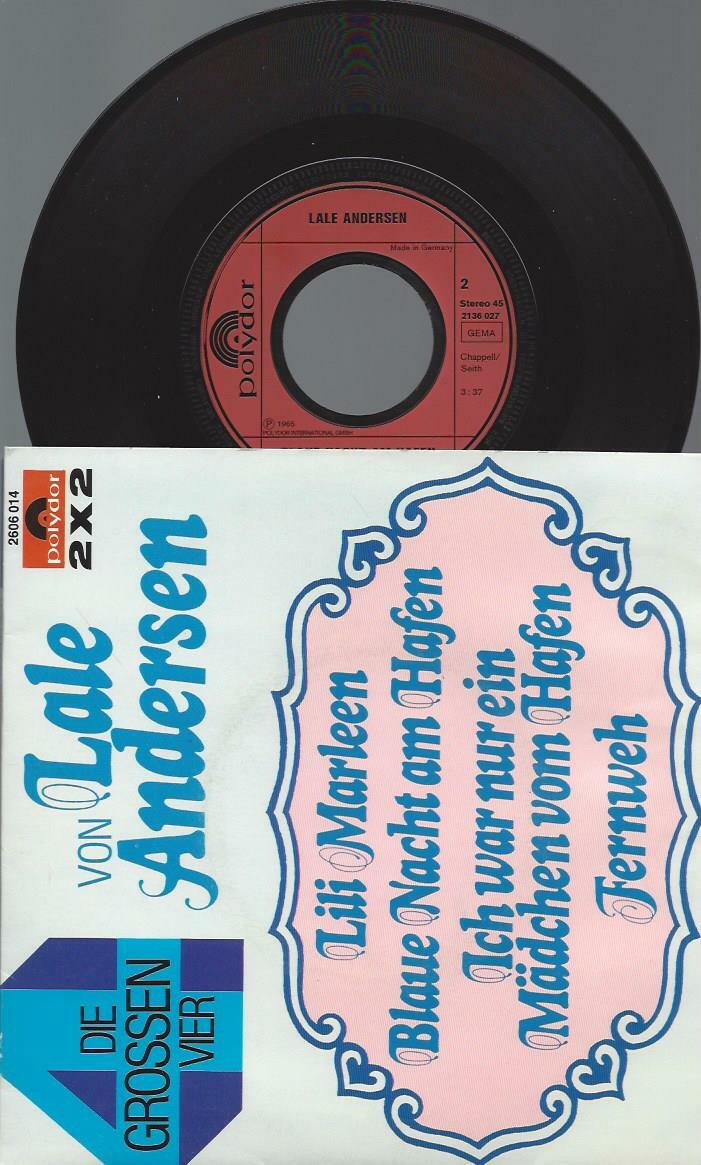 LALE ANDERSEN
Made in Germany
2
Stereo 45
2136 027
GEMA
Chappell/
Seith
3:37
polydor
Ⓟ 1965
POLYDOR INTERNATIONAL GMBH
2606 014
polydor
2X2
VON Lale
Andersen
4
DIE
GROSSEN
VIER
Lili Marleen
Blaue Nacht am Hafen
Ich war nur ein
Mädchen vom Hafen
Fernweh